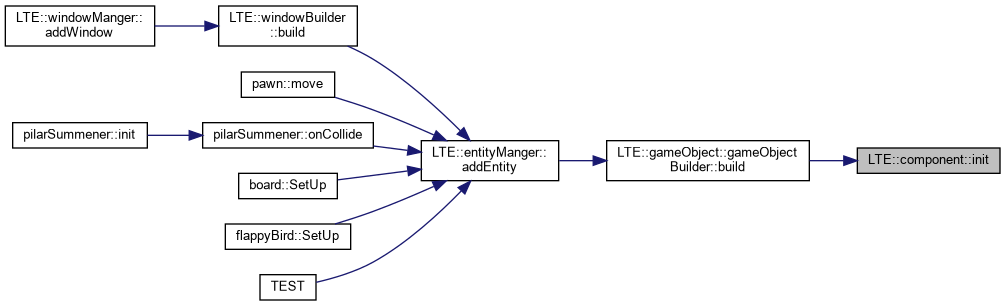 LTE::windowManger::
addWindow
LTE::windowBuilder
::build
pawn::move
pilarSummener::init
pilarSummener::onCollide
LTE::entityManger::
addEntity
LTE::gameObject::gameObject
Builder::build
LTE::component::init
board::SetUp
flappyBird::SetUp
TEST